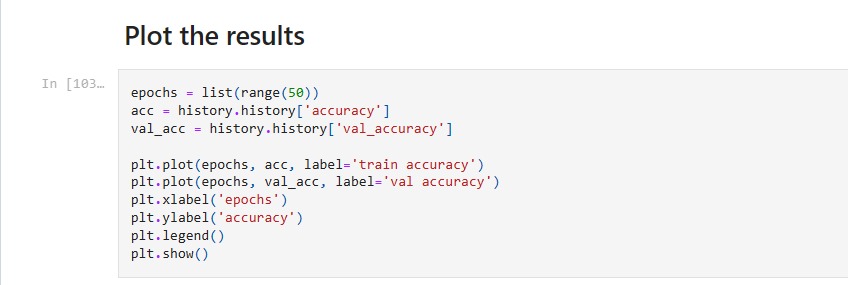 Plot the results
In [103…
epochs = list(range(50))
acc = history.history['accuracy']
val_acc = history.history['val_accuracy']
plt.plot(epochs, acc, label='train accuracy')
plt.plot(epochs, val_acc, label='val accuracy')
plt.xlabel('epochs')
plt.ylabel('accuracy')
plt.legend()
plt.show()